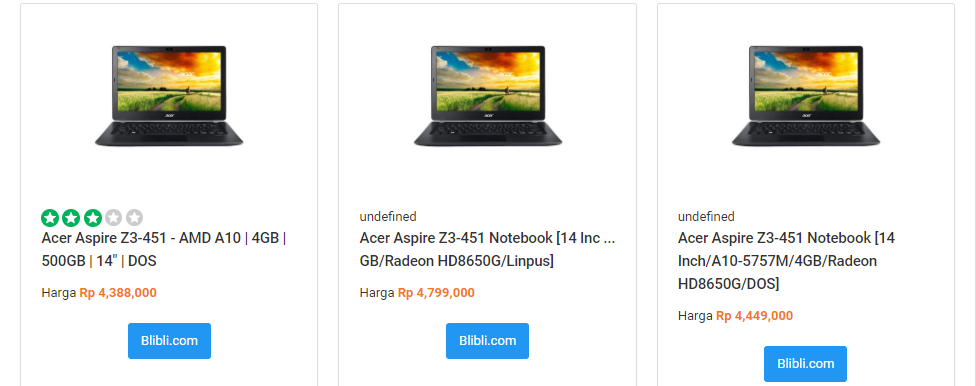 acer
acer
acer
Acer Aspire Z3-451 - AMD A10 | 4GB |
500GB | 14" | DOS
Harga Rp 4,388,000
Blibli.com
undefined
Acer Aspire Z3-451 Notebook [14 Inc ...
GB/Radeon HD8650G/Linpus]
Harga Rp 4,799,000
Blibli.com
undefined
Acer Aspire Z3-451 Notebook [14
Inch/A10-5757M/4GB/Radeon
HD8650G/DOS]
Harga Rp 4,449,000
Blibli.com